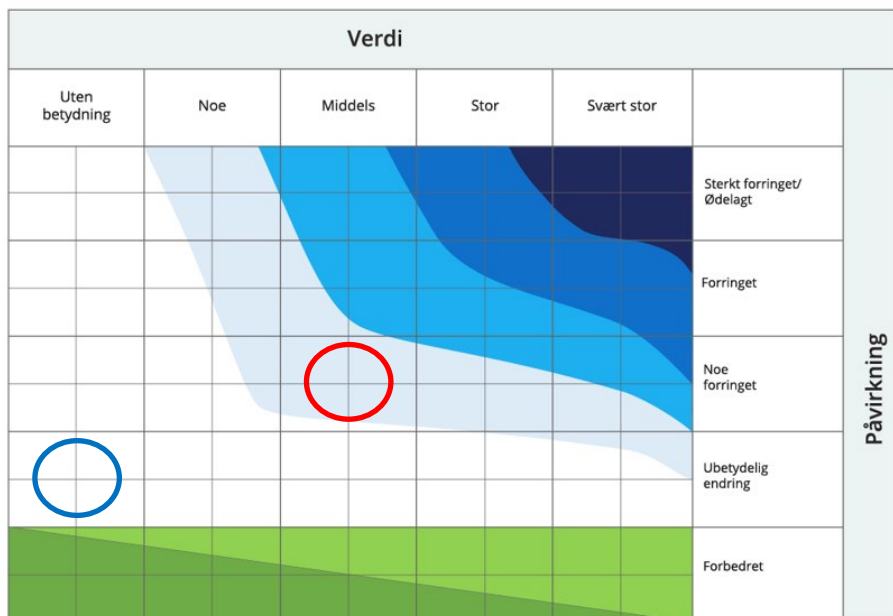 Verdi
Uten
betydning
Noe
Middels
Stor
Svært stor
Sterkt forringet/
Ødelagt
Forringet
Noe
forringet
Ubetydelig
endring
Forbedret
Påvirkning